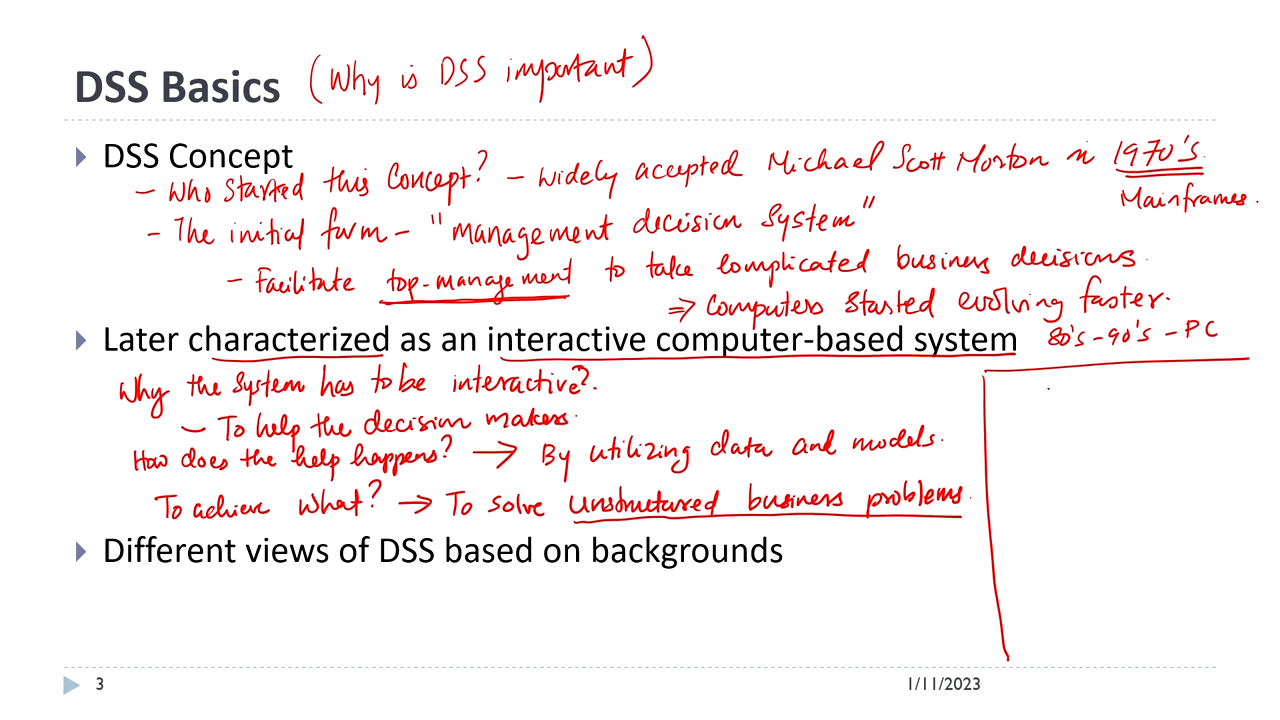 DSS Basics (Why is DSS important)
DSS Concept
- Who Started this Concept? - Widely accepted Michael Scott Morton in 1970's.
Mainframes.
- The initial form - "Management decision System"
- Facilitate top-management to take complicated business decisions.
⇒ Computers started evolving faster.
Later characterized as an interactive computer-based system 80's-90's-PC
Why the System has to be interactive?.
- To help the decision makers.
How does the help happens? → By utilizing data and models.
To achieve What? → To solve Unstructured business problems.
Different views of DSS based on backgrounds
3 1/11/2023